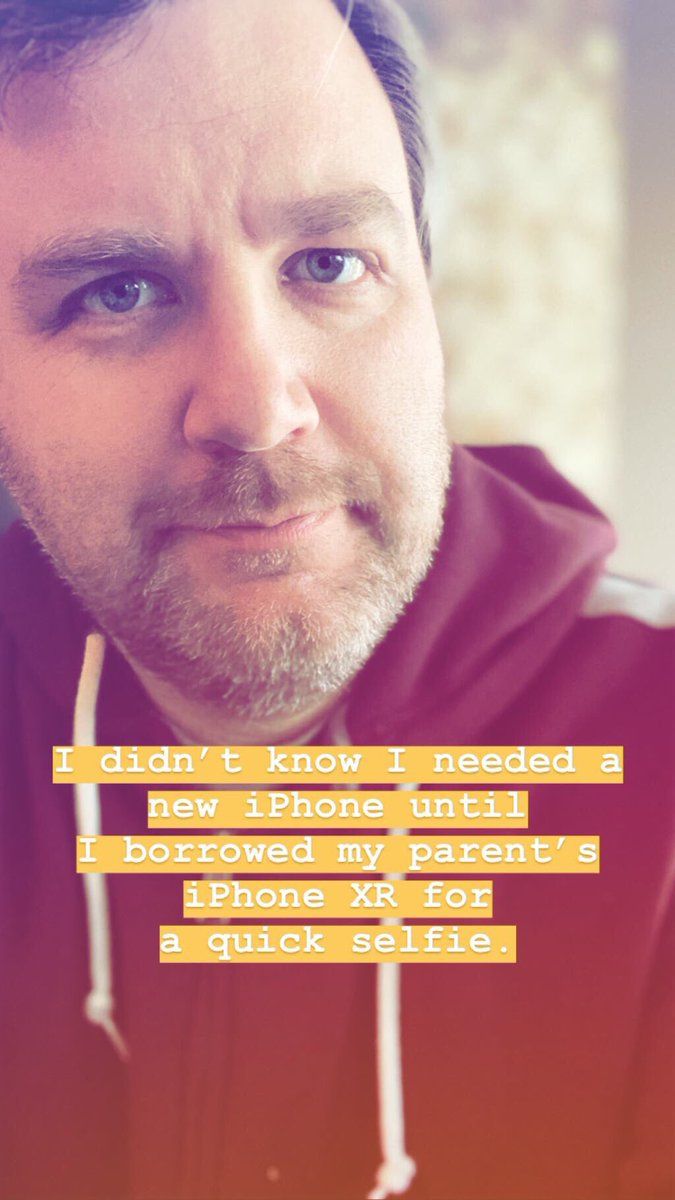 I didn’t know I needed a
new iPhone until
I borrowed my parent’s
iPhone XR for
a quick selfie.